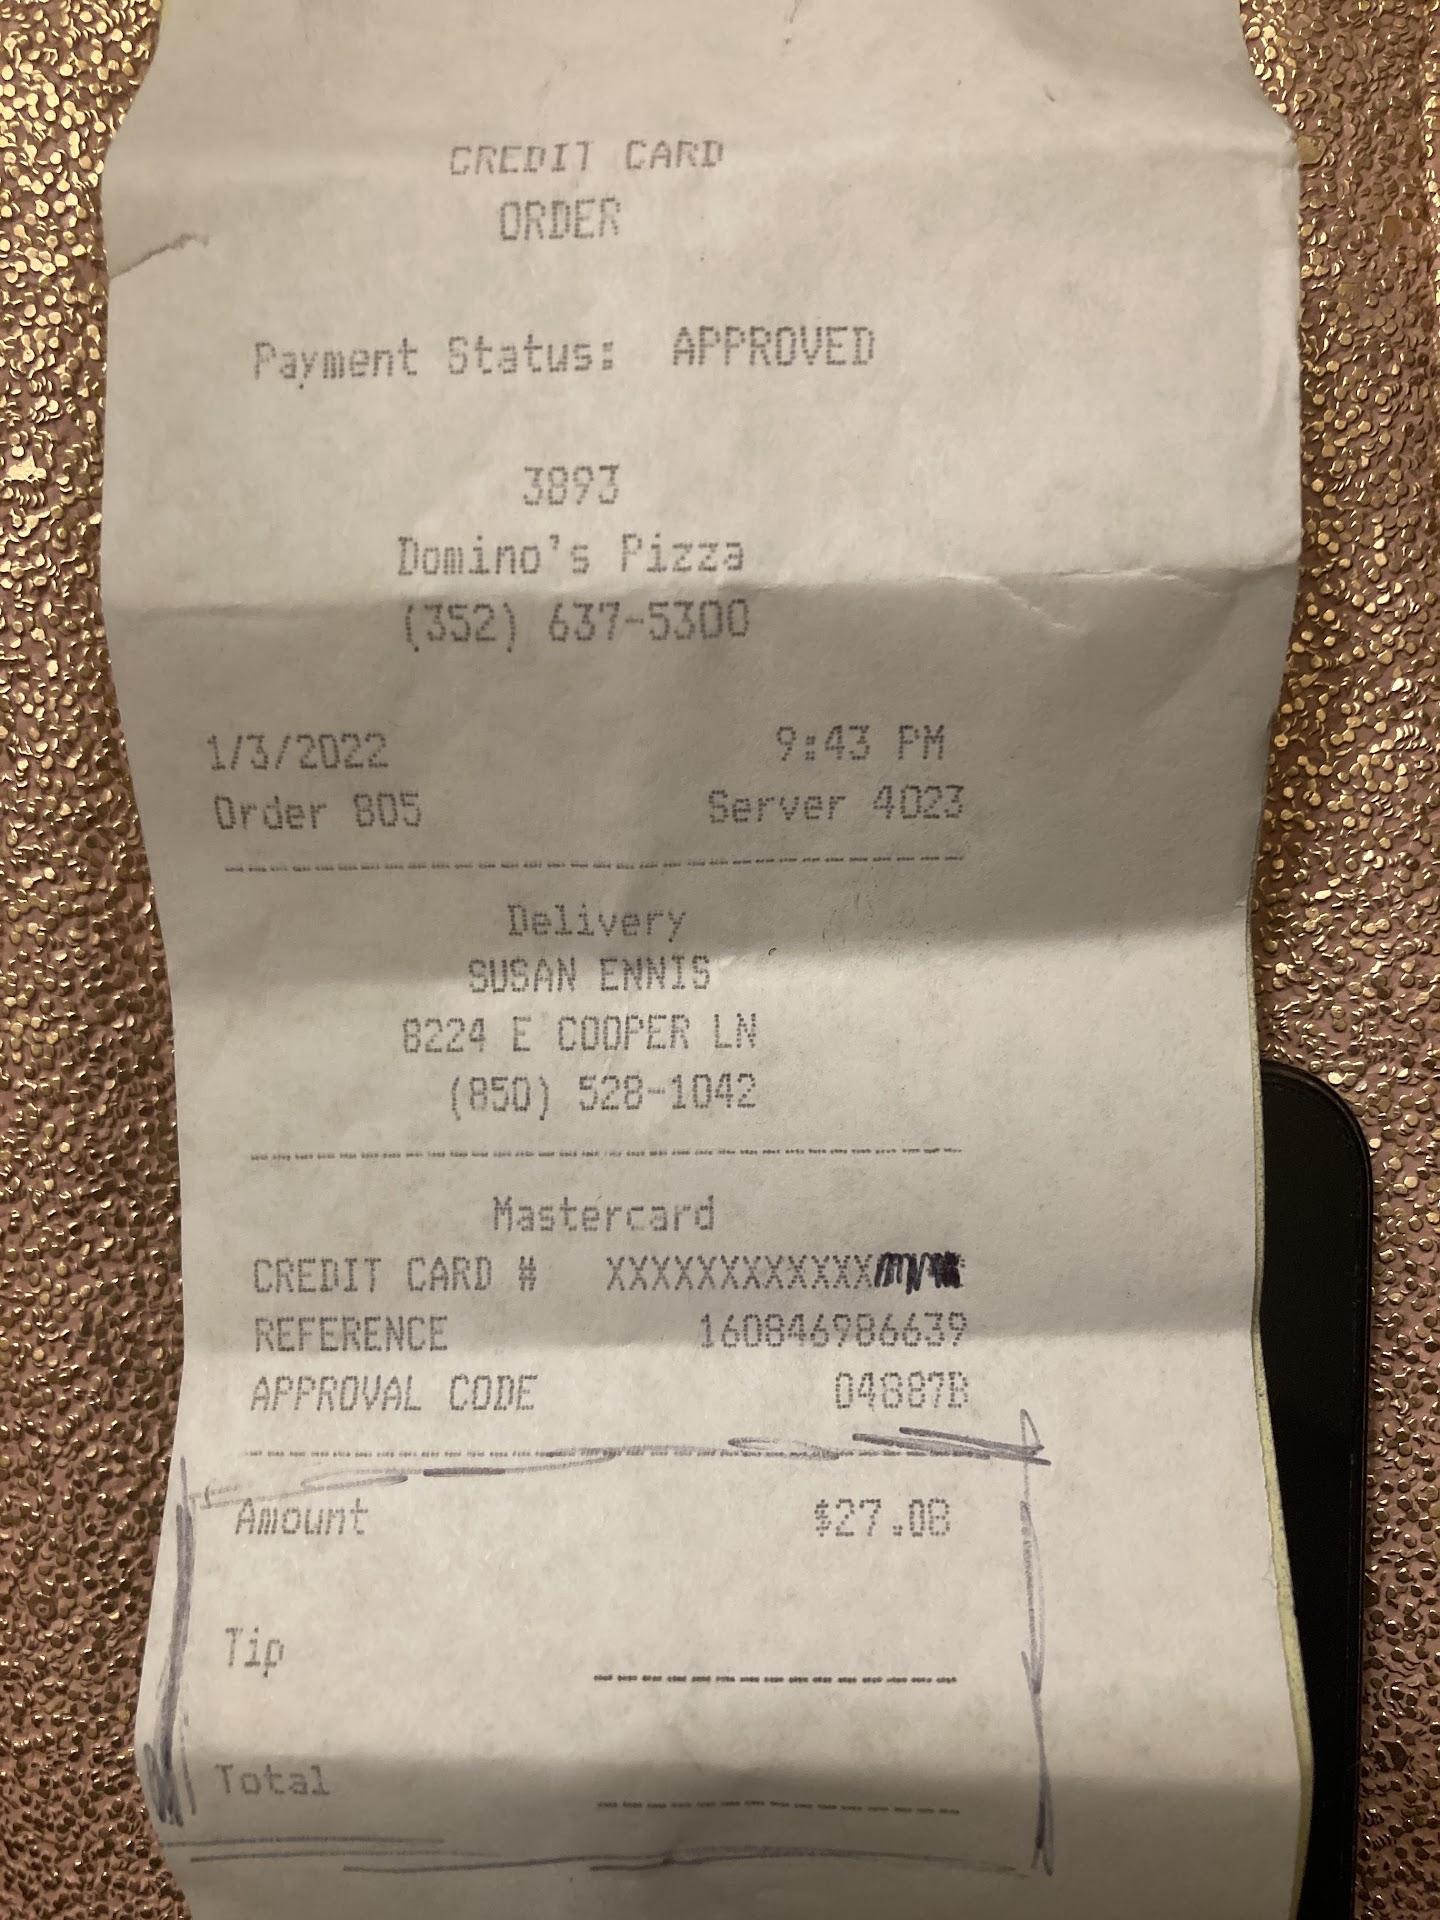 CREDIT CARD
ORDER
Payment Status: APPROVED
3893
Domino's Pizza
(352) 637-5300
1/3/2022 9:43 PM
Order 805 Server 4023
Delivery
SUSAN ENNIS
8224 E COOPER LN
(850) 528-1042
Mastercard
CREDIT CARD # XXXXXXXXXXXX
REFERENCE 160846986639
APPROVAL CODE 04887B
Amount $27.08
Tip
Total